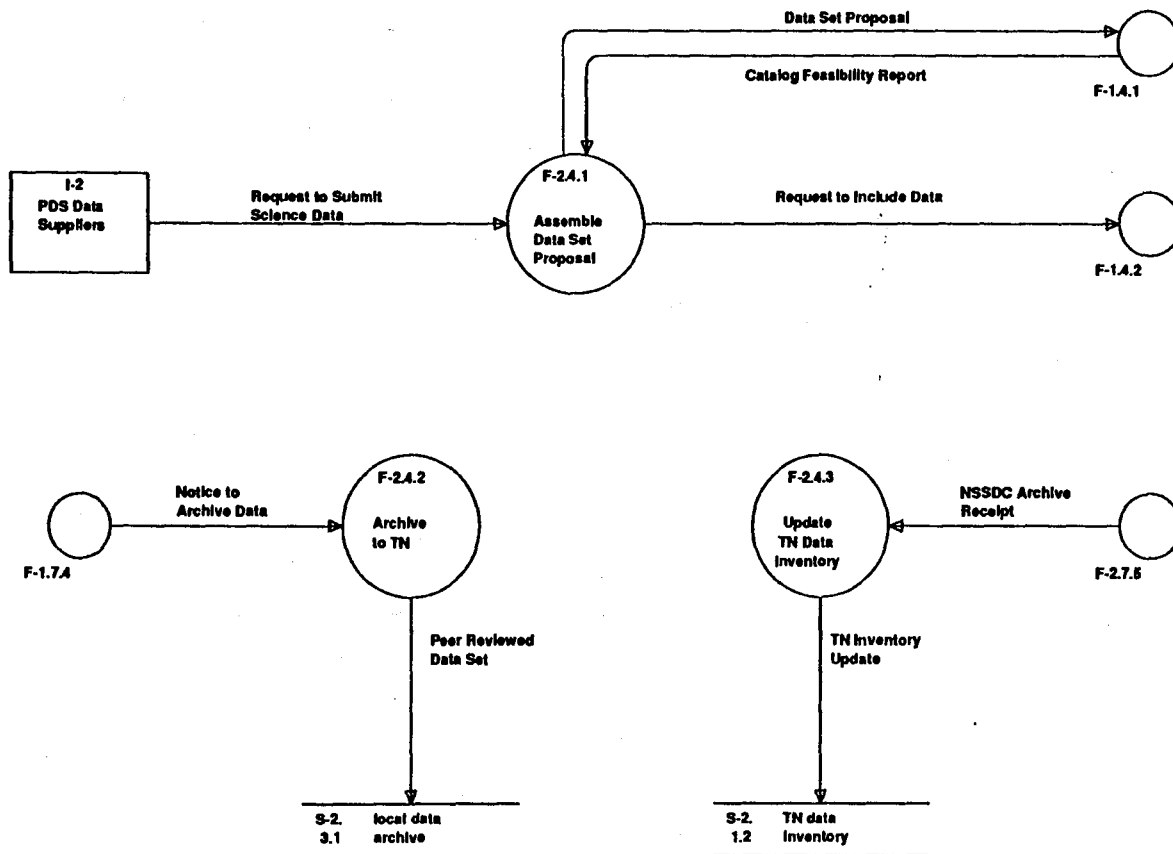 Data Set Proposal
Catalog Feasibility Report
F-1.4.1
I-2
PDS Data
Suppliers
Request to Submit
Science Data
F-2.4.1
Assemble
Data Set
Proposal
Request to Include Data
F-1.4.2
Notice to
Archive Data
F-1.7.4
F-2.4.2
Archive
to TN
F-2.4.3
Update
TN Data
Inventory
NSSDC Archive
Receipt
F-2.7.5
Peer Reviewed
Data Set
TN Inventory
Update
S-2. local data
3.1 archive
S-2. TN data
1.2 Inventory